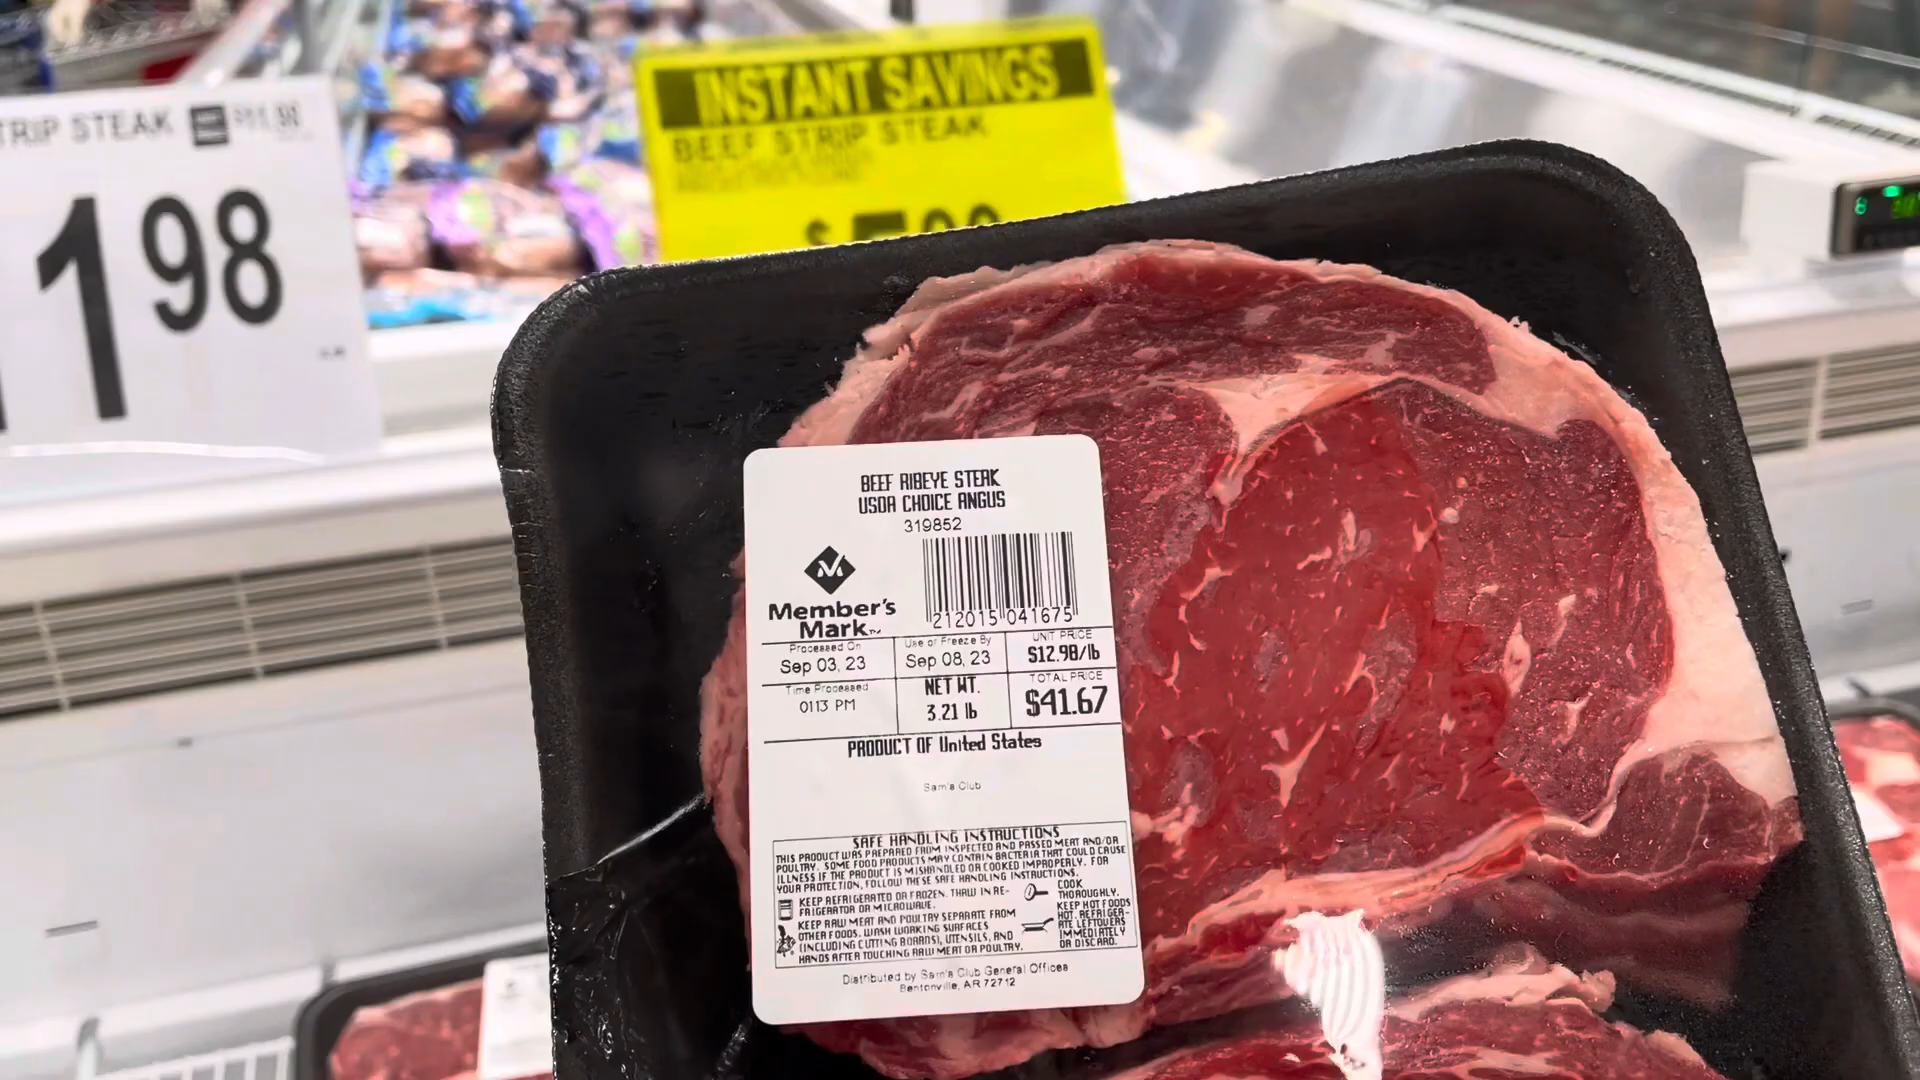 TRIP STEAK $11.98
198
INSTANT SAVINGS
BEEF STRIP STEAK
$
BEEF RIBEYE STEAK
USDA CHOICE ANGUS
319852
212015 041675
Member's
Mark™
Processed On
Sep 03, 23
Use or Freeze By
Sep 08, 23
UNIT PRICE
$12.98/lb
Time Processed
01:13 PM
NET WT.
3.21 lb
TOTAL PRICE
$41.67
PRODUCT OF United States
Sam's Club
SAFE HANDLING INSTRUCTIONS
THIS PRODUCT WAS PREPARED FROM INSPECTED AND PASSED MEAT AND/OR
POULTRY. SOME FOOD PRODUCTS MAY CONTAIN BACTERIA THAT COULD CAUSE
ILLNESS IF THE PRODUCT IS MISHANDLED OR COOKED IMPROPERLY. FOR
YOUR PROTECTION, FOLLOW THESE SAFE HANDLING INSTRUCTIONS.
KEEP REFRIGERATED OR FROZEN. THAW IN RE-
FRIGERATOR OR MICROWAVE.
KEEP RAW MEAT AND POULTRY SEPARATE FROM
OTHER FOODS. WASH WORKING SURFACES
(INCLUDING CUTTING BOARDS), UTENSILS, AND
HANDS AFTER TOUCHING RAW MEAT OR POULTRY.
COOK
THOROUGHLY.
KEEP HOT FOODS
HOT. REFRIGER-
ATE LEFTOVERS
IMMEDIATELY
OR DISCARD.
Distributed by Sam's Club General Offices
Bentonville, AR 72712